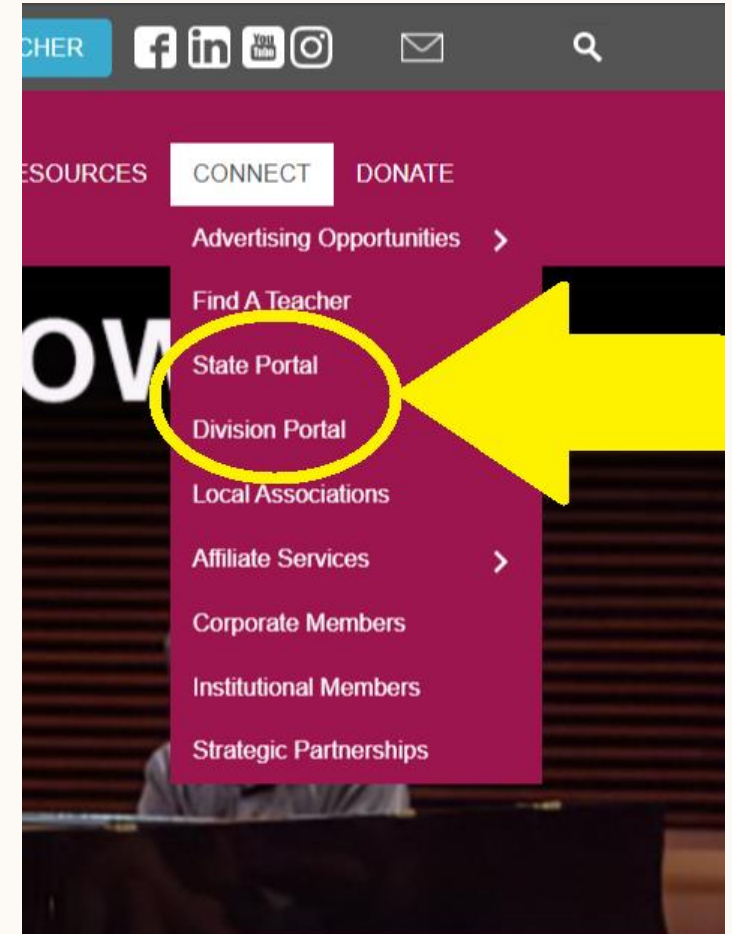 CHER
You
Tube
ESOURCES CONNECT DONATE
Advertising Opportunities
Find A Teacher
OW
State Portal
Division Portal
Local Associations
Affiliate Services
Corporate Members
Institutional Members
Strategic Partnerships